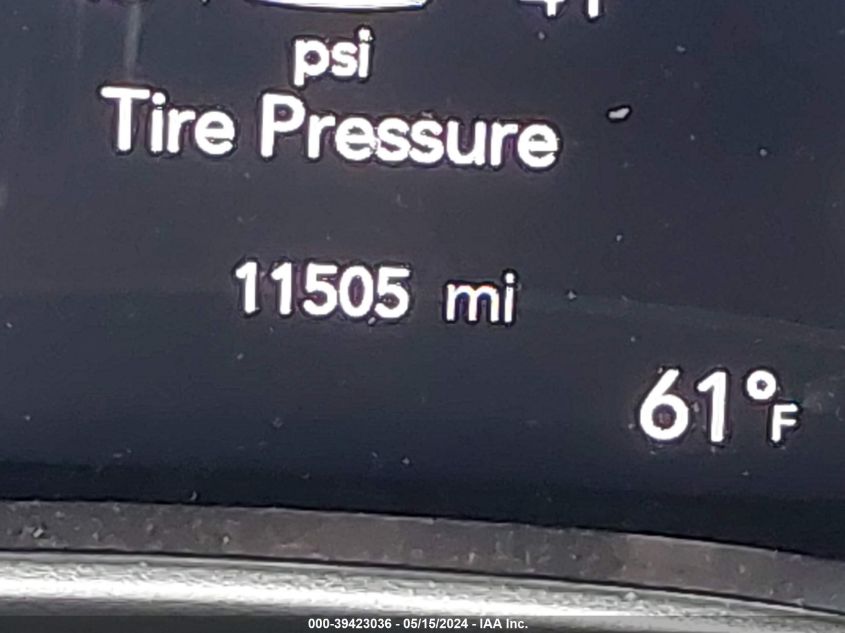 psi
Tire Pressure
11505 mi
61°F
000-39423036 - 05/15/2024 - IAA Inc.